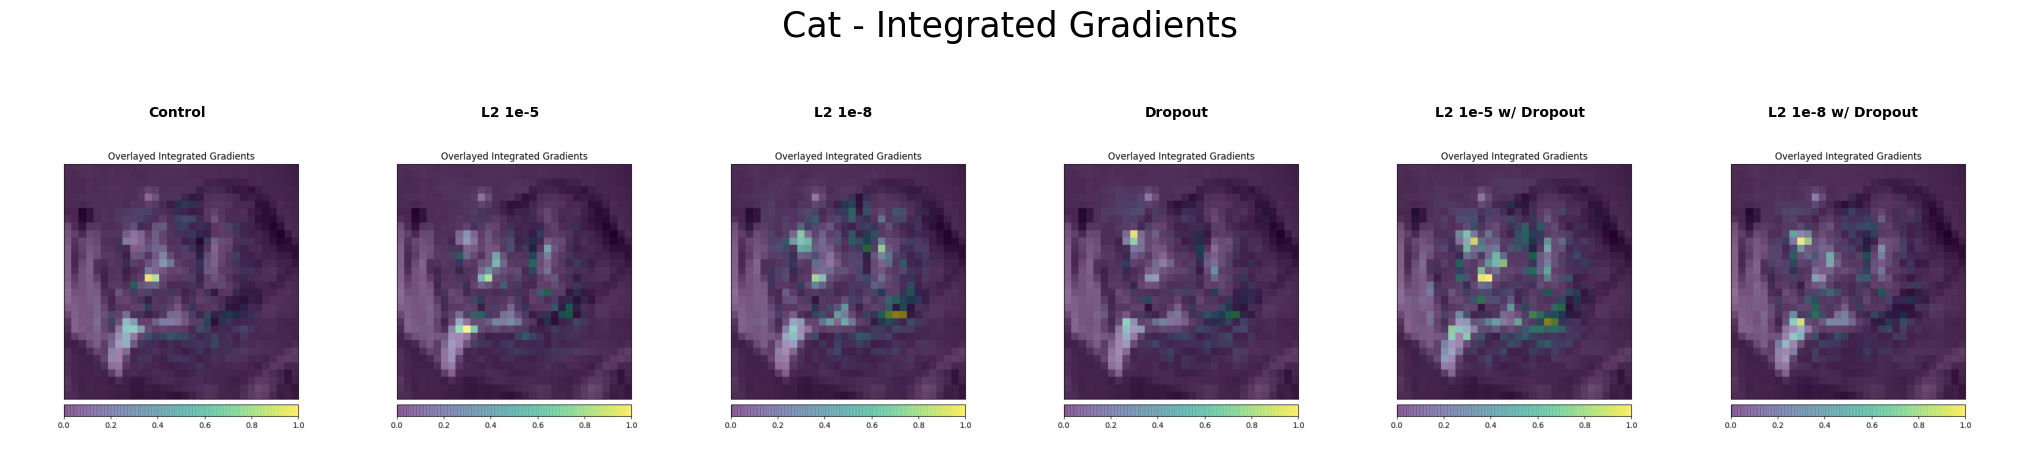 Cat - Integrated Gradients
Control
L2 1e-5
L2 1e-8
Dropout
L2 1e-5 w/ Dropout
L2 1e-8 w/ Dropout
Overlayed Integrated Gradients
Overlayed Integrated Gradients
Overlayed Integrated Gradients
Overlayed Integrated Gradients
Overlayed Integrated Gradients
Overlayed Integrated Gradients
0.0 0.2 0.4 0.6 0.8 1.0
0.0 0.2 0.4 0.6 0.8 1.0
0.0 0.2 0.4 0.6 0.8 1.0
0.0 0.2 0.4 0.6 0.8 1.0
0.0 0.2 0.4 0.6 0.8 1.0
0.0 0.2 0.4 0.6 0.8 1.0